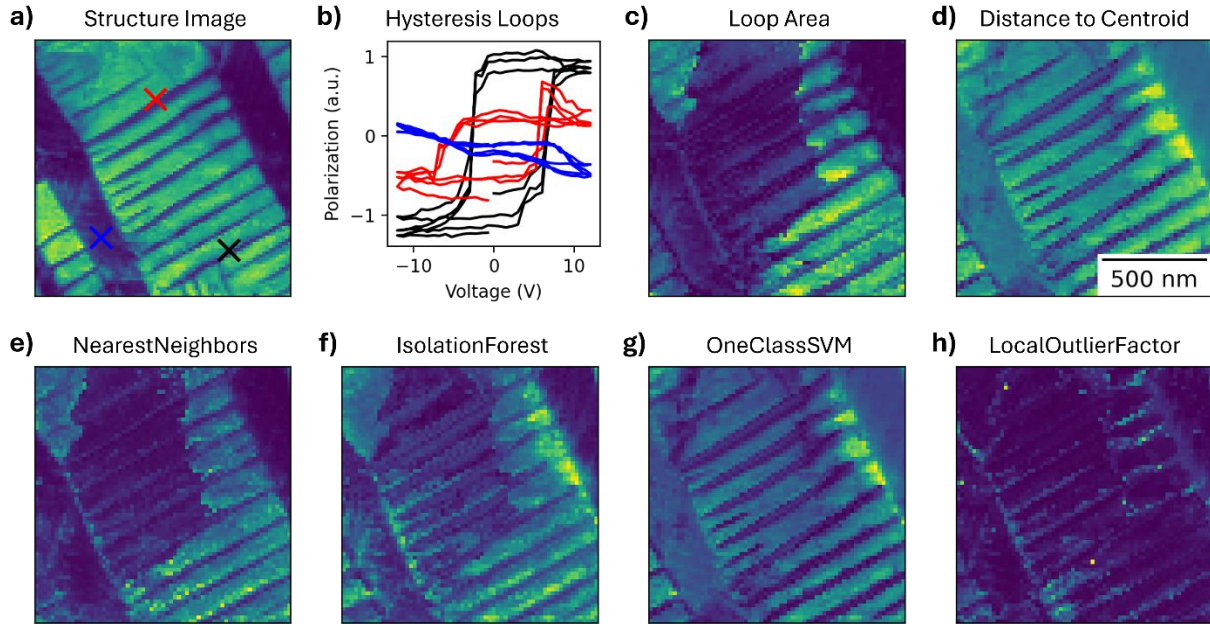 a) Structure Image
b) Hysteresis Loops
c) Loop Area
d) Distance to Centroid
Polarization (a.u.)
1
0
−1
−10 0 10
Voltage (V)
500 nm
e) NearestNeighbors
f) IsolationForest
g) OneClassSVM
h) LocalOutlierFactor